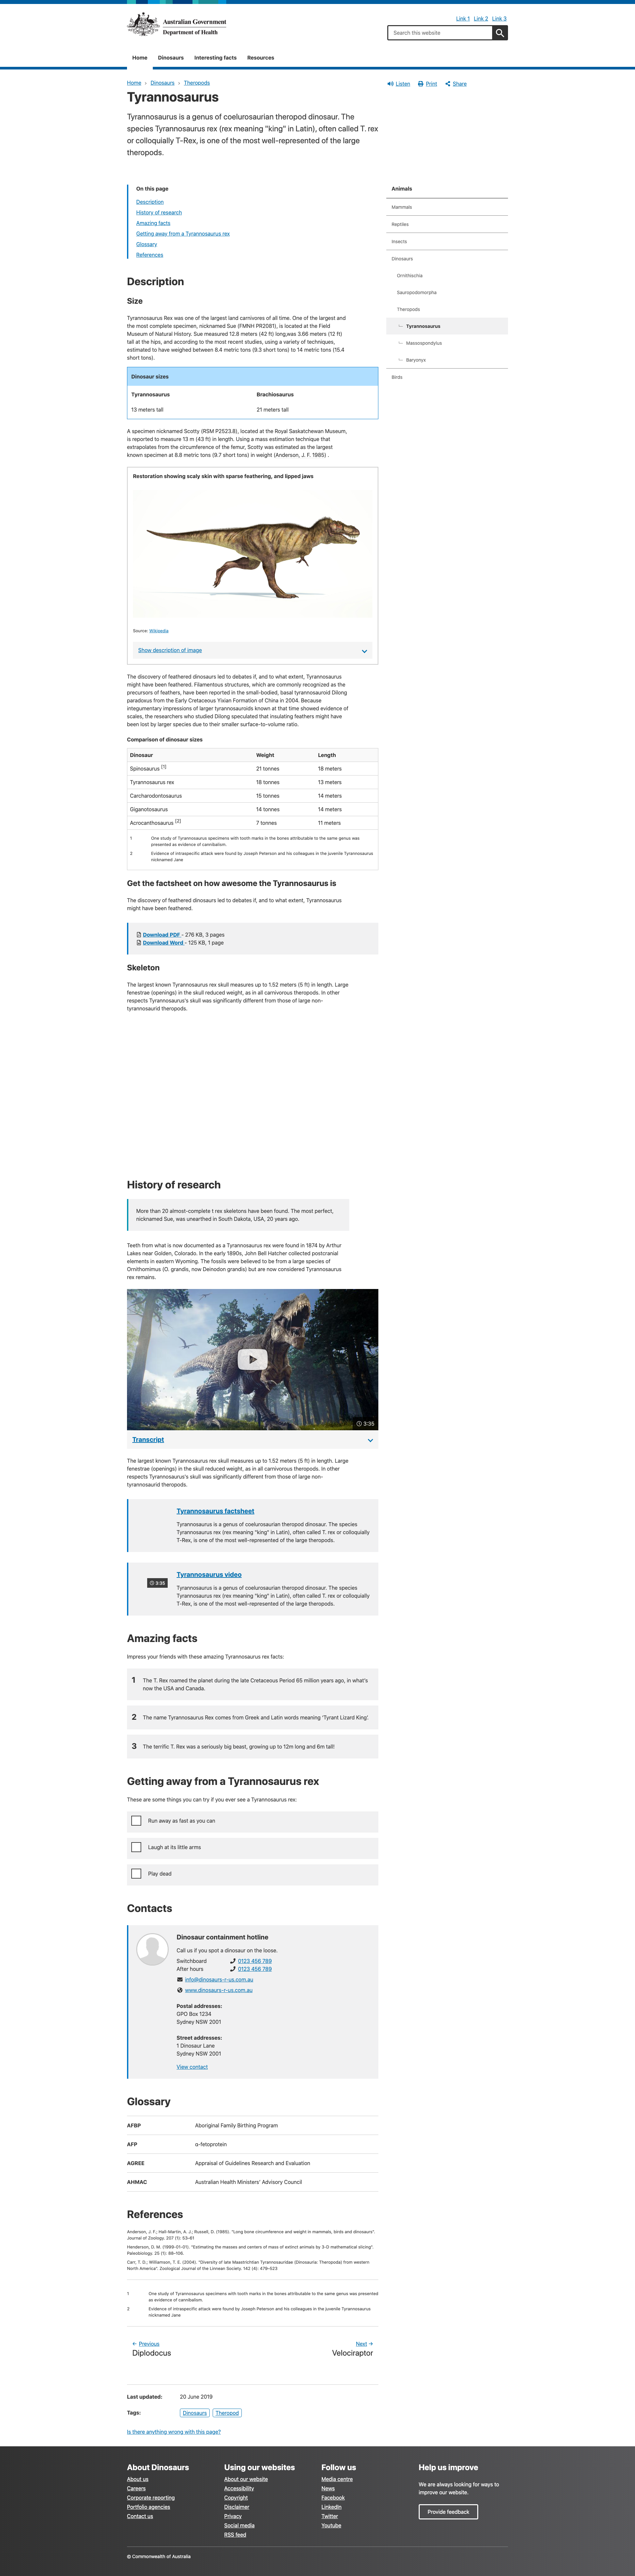 Link 1 Link 2 Link 3
Australian Government
Department of Health
Search this website
Home Dinosaurs Interesting facts Resources
Home › Dinosaurs › Theropods
Listen Print Share
Tyrannosaurus
Tyrannosaurus is a genus of coelurosaurian theropod dinosaur. The
species Tyrannosaurus rex (rex meaning "king" in Latin), often called T. rex
or colloquially T-Rex, is one of the most well-represented of the large
theropods.
On this page
Description
History of research
Amazing facts
Getting away from a Tyrannosaurus rex
Glossary
References
Animals
Mammals
Reptiles
Insects
Dinosaurs
Ornithischia
Sauropodomorpha
Theropods
Tyrannosaurus
Massospondylus
Baryonyx
Birds
Description
Size
Tyrannosaurus Rex was one of the largest land carnivores of all time. One of the largest and
the most complete specimen, nicknamed Sue (FMNH PR2081), is located at the Field
Museum of Natural History. Sue measured 12.8 meters (42 ft) long,was 3.66 meters (12 ft)
tall at the hips, and according to the most recent studies, using a variety of techniques,
estimated to have weighed between 8.4 metric tons (9.3 short tons) to 14 metric tons (15.4
short tons).
Dinosaur sizes
Tyrannosaurus Brachiosaurus
13 meters tall 21 meters tall
A specimen nicknamed Scotty (RSM P2523.8), located at the Royal Saskatchewan Museum,
is reported to measure 13 m (43 ft) in length. Using a mass estimation technique that
extrapolates from the circumference of the femur, Scotty was estimated as the largest
known specimen at 8.8 metric tons (9.7 short tons) in weight (Anderson, J. F. 1985) .
Restoration showing scaly skin with sparse feathering, and lipped jaws
Source: Wikipedia
Show description of image
The discovery of feathered dinosaurs led to debates if, and to what extent, Tyrannosaurus
might have been feathered. Filamentous structures, which are commonly recognized as the
precursors of feathers, have been reported in the small-bodied, basal tyrannosauroid Dilong
paradoxus from the Early Cretaceous Yixian Formation of China in 2004. Because
integumentary impressions of larger tyrannosauroids known at that time showed evidence of
scales, the researchers who studied Dilong speculated that insulating feathers might have
been lost by larger species due to their smaller surface-to-volume ratio.
Comparison of dinosaur sizes
Dinosaur Weight Length
Spinosaurus [1] 21 tonnes 18 meters
Tyrannosaurus rex 18 tonnes 13 meters
Carcharodontosaurus 15 tonnes 14 meters
Giganotosaurus 14 tonnes 14 meters
Acrocanthosaurus [2] 7 tonnes 11 meters
1 One study of Tyrannosaurus specimens with tooth marks in the bones attributable to the same genus was
presented as evidence of cannibalism.
2 Evidence of intraspecific attack were found by Joseph Peterson and his colleagues in the juvenile Tyrannosaurus
nicknamed Jane
Get the factsheet on how awesome the Tyrannosaurus is
The discovery of feathered dinosaurs led to debates if, and to what extent, Tyrannosaurus
might have been feathered.
Download PDF - 276 KB, 3 pages
Download Word - 125 KB, 1 page
Skeleton
The largest known Tyrannosaurus rex skull measures up to 1.52 meters (5 ft) in length. Large
fenestrae (openings) in the skull reduced weight, as in all carnivorous theropods. In other
respects Tyrannosaurus's skull was significantly different from those of large non-
tyrannosaurid theropods.
History of research
More than 20 almost-complete t rex skeletons have been found. The most perfect,
nicknamed Sue, was unearthed in South Dakota, USA, 20 years ago.
Teeth from what is now documented as a Tyrannosaurus rex were found in 1874 by Arthur
Lakes near Golden, Colorado. In the early 1890s, John Bell Hatcher collected postcranial
elements in eastern Wyoming. The fossils were believed to be from a large species of
Ornithomimus (O. grandis, now Deinodon grandis) but are now considered Tyrannosaurus
rex remains.
3:35
Transcript
The largest known Tyrannosaurus rex skull measures up to 1.52 meters (5 ft) in length. Large
fenestrae (openings) in the skull reduced weight, as in all carnivorous theropods. In other
respects Tyrannosaurus's skull was significantly different from those of large non-
tyrannosaurid theropods.
Tyrannosaurus factsheet
Tyrannosaurus is a genus of coelurosaurian theropod dinosaur. The species
Tyrannosaurus rex (rex meaning "king" in Latin), often called T. rex or colloquially
T-Rex, is one of the most well-represented of the large theropods.
3:35
Tyrannosaurus video
Tyrannosaurus is a genus of coelurosaurian theropod dinosaur. The species
Tyrannosaurus rex (rex meaning "king" in Latin), often called T. rex or colloquially
T-Rex, is one of the most well-represented of the large theropods.
Amazing facts
Impress your friends with these amazing Tyrannosaurus rex facts:
1 The T. Rex roamed the planet during the late Cretaceous Period 65 million years ago, in what's
now the USA and Canada.
2 The name Tyrannosaurus Rex comes from Greek and Latin words meaning 'Tyrant Lizard King'.
3 The terrific T. Rex was a seriously big beast, growing up to 12m long and 6m tall!
Getting away from a Tyrannosaurus rex
These are some things you can try if you ever see a Tyrannosaurus rex:
Run away as fast as you can
Laugh at its little arms
Play dead
Contacts
Dinosaur containment hotline
Call us if you spot a dinosaur on the loose.
Switchboard 0123 456 789
After hours 0123 456 789
info@dinosaurs-r-us.com.au
www.dinosaurs-r-us.com.au
Postal addresses:
GPO Box 1234
Sydney NSW 2001
Street addresses:
1 Dinosaur Lane
Sydney NSW 2001
View contact
Glossary
AFBP Aboriginal Family Birthing Program
AFP α-fetoprotein
AGREE Appraisal of Guidelines Research and Evaluation
AHMAC Australian Health Ministers' Advisory Council
References
Anderson, J. F.; Hall-Martin, A. J.; Russell, D. (1985). "Long bone circumference and weight in mammals, birds and dinosaurs".
Journal of Zoology. 207 (1): 53–61
Henderson, D. M. (1999-01-01). "Estimating the masses and centers of mass of extinct animals by 3-D mathematical slicing".
Paleobiology. 25 (1): 88–106.
Carr, T. D.; Williamson, T. E. (2004). "Diversity of late Maastrichtian Tyrannosauridae (Dinosauria: Theropoda) from western
North America". Zoological Journal of the Linnean Society. 142 (4): 479–523
1 One study of Tyrannosaurus specimens with tooth marks in the bones attributable to the same genus was presented
as evidence of cannibalism.
2 Evidence of intraspecific attack were found by Joseph Peterson and his colleagues in the juvenile Tyrannosaurus
nicknamed Jane
← Previous Next →
Diplodocus Velociraptor
Last updated: 20 June 2019
Tags: Dinosaurs Theropod
Is there anything wrong with this page?
About Dinosaurs
About us
Careers
Corporate reporting
Portfolio agencies
Contact us
Using our websites
About our website
Accessibility
Copyright
Disclaimer
Privacy
Social media
RSS feed
Follow us
Media centre
News
Facebook
LinkedIn
Twitter
Youtube
Help us improve
We are always looking for ways to
improve our website.
Provide feedback
© Commonwealth of Australia